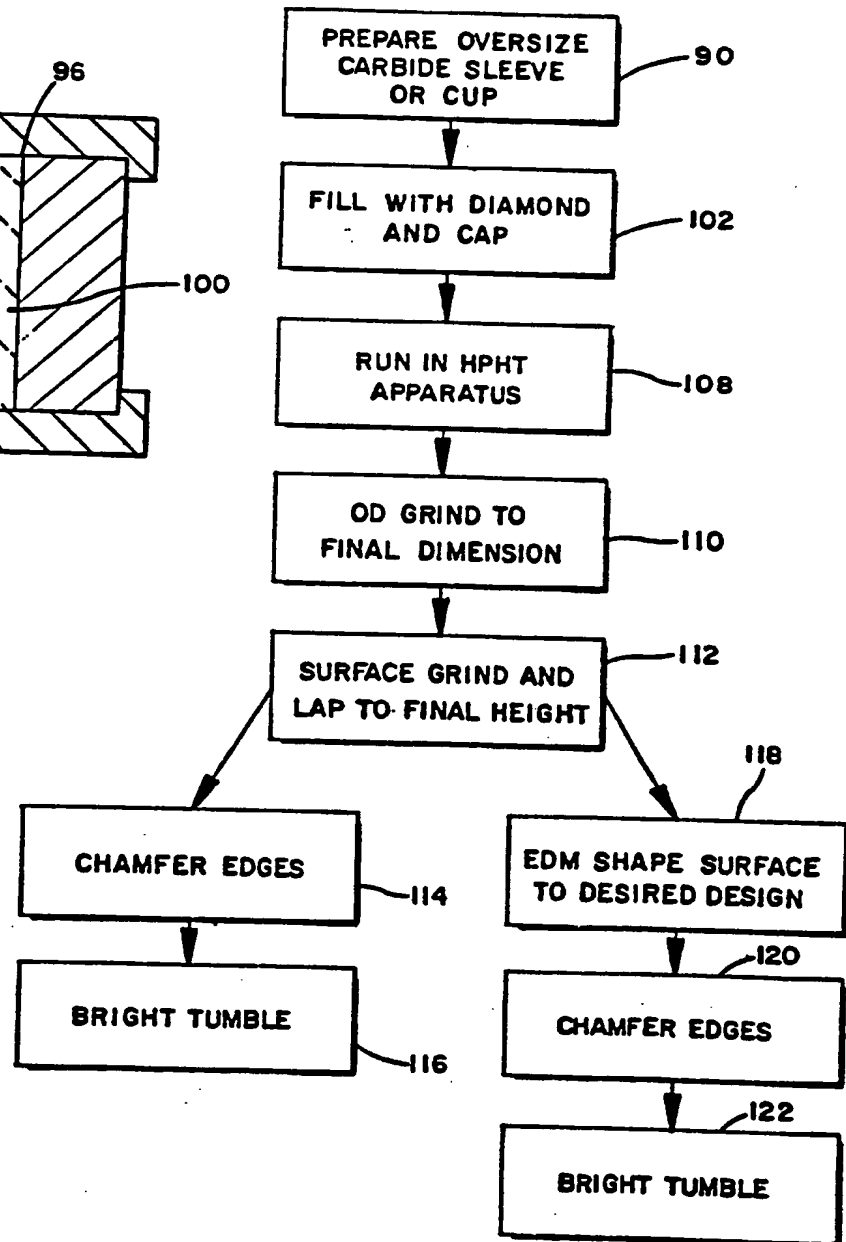 96
100
PREPARE OVERSIZE
CARBIDE SLEEVE
OR CUP
90
FILL WITH DIAMOND
AND CAP
102
RUN IN HPHT
APPARATUS
108
OD GRIND TO
FINAL DIMENSION
110
SURFACE GRIND AND
LAP TO FINAL HEIGHT
112
CHAMFER EDGES
114
BRIGHT TUMBLE
116
118
EDM SHAPE SURFACE
TO DESIRED DESIGN
120
CHAMFER EDGES
122
BRIGHT TUMBLE